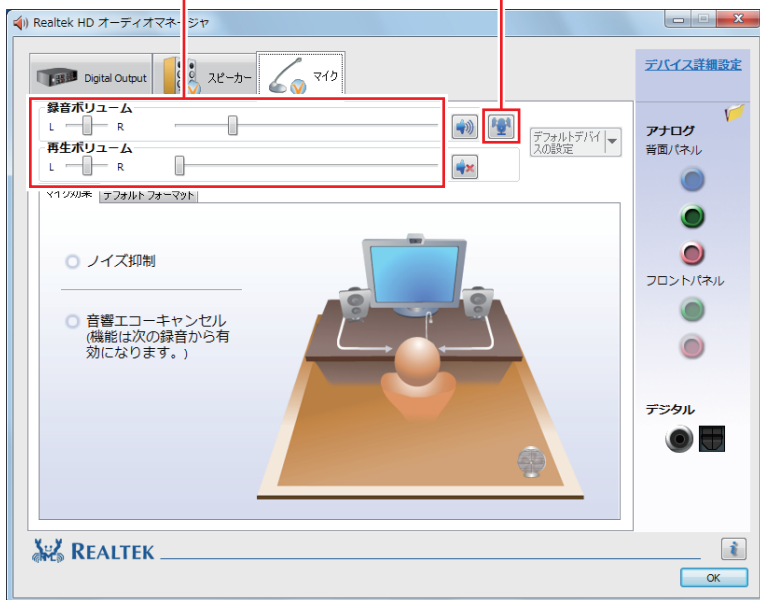 Realtek HD オーディオマネージャ
Digital Output
スピーカー
マイク
録音ボリューム
L R
再生ボリューム
L R
デフォルトデバイ
スの設定
マイク効果 デフォルト フォーマット
ノイズ抑制
音響エコーキャンセル
(機能は次の録音から有
効になります。)
デバイス詳細設定
アナログ
背面パネル
フロントパネル
デジタル
REALTEK
OK